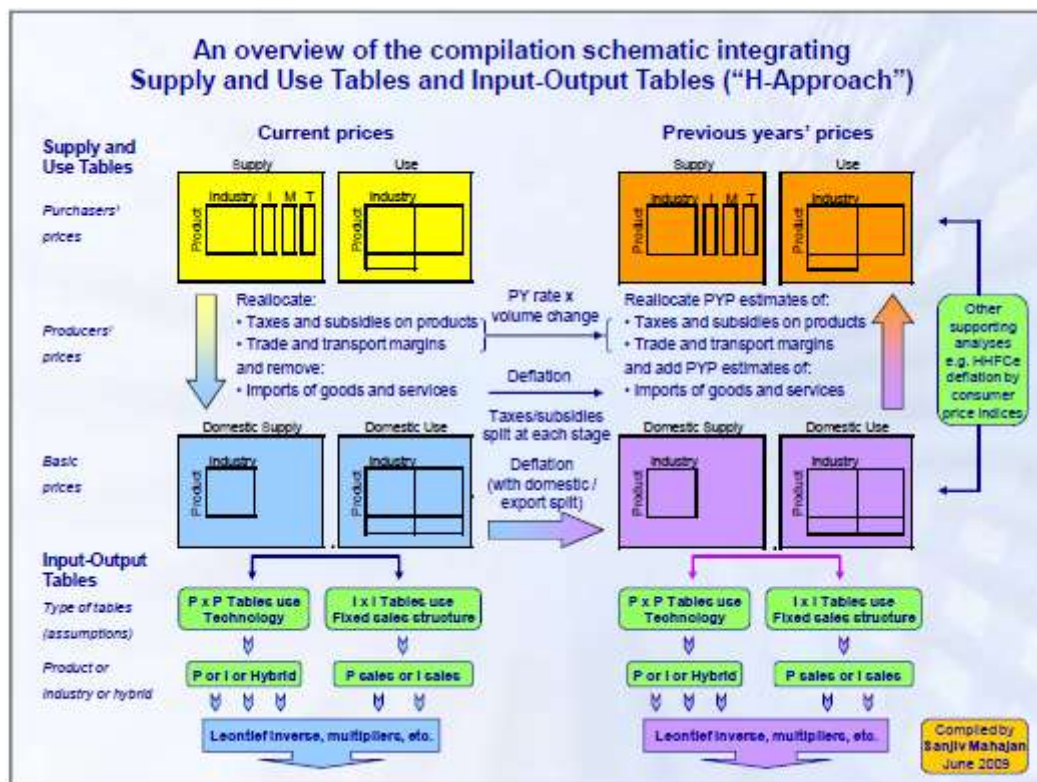 An overview of the compilation schematic integrating
Supply and Use Tables and Input-Output Tables (“H-Approach”)
Current prices
Previous years’ prices
Supply and
Use Tables
Supply
Use
Supply
Use
Purchasers’
prices
Industry I M T
Product
Industry
Industry I M T
Product
Industry
Producers’
prices
Reallocate:
• Taxes and subsidies on products
• Trade and transport margins
and remove:
• Imports of goods and services
PY rate x
volume change
Deflation
Taxes/subsidies
split at each stage
Reallocate PYP estimates of:
• Taxes and subsidies on products
• Trade and transport margins
and add PYP estimates of:
• Imports of goods and services
Other
supporting
analyses
e.g. HHFCe
deflation by
consumer
price indices
Domestic Supply
Domestic Use
Domestic Supply
Domestic Use
Basic
prices
Industry
Product
Industry
Deflation
(with domestic /
export split)
Industry
Product
Industry
Input-Output
Tables
Type of tables
(assumptions)
P x P Tables use
Technology
I x I Tables use
Fixed sales structure
P x P Tables use
Technology
I x I Tables use
Fixed sales structure
Product or
industry or hybrid
P or I or Hybrid
P sales or I sales
P or I or Hybrid
P sales or I sales
Leontief inverse, multipliers, etc.
Leontief inverse, multipliers, etc.
Compiled by
Sanjiv Mahajan
June 2009